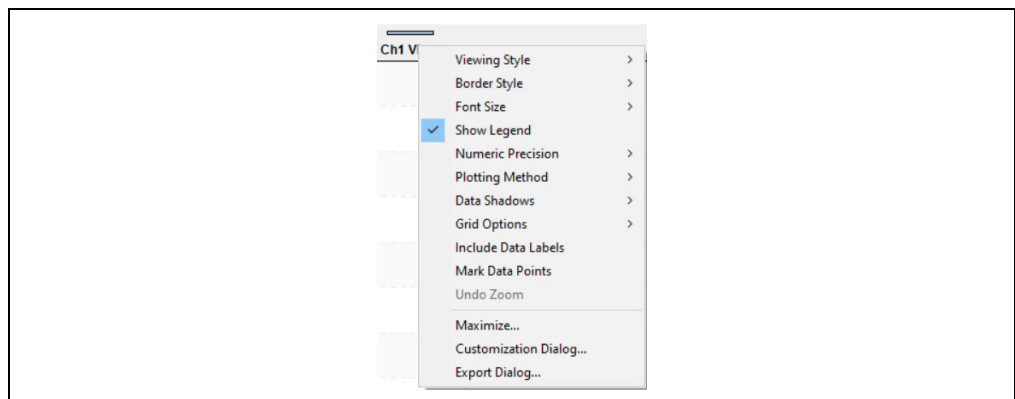 Ch1 V
Viewing Style
Border Style
Font Size
Show Legend
Numeric Precision
Plotting Method
Data Shadows
Grid Options
Include Data Labels
Mark Data Points
Undo Zoom
Maximize...
Customization Dialog...
Export Dialog...